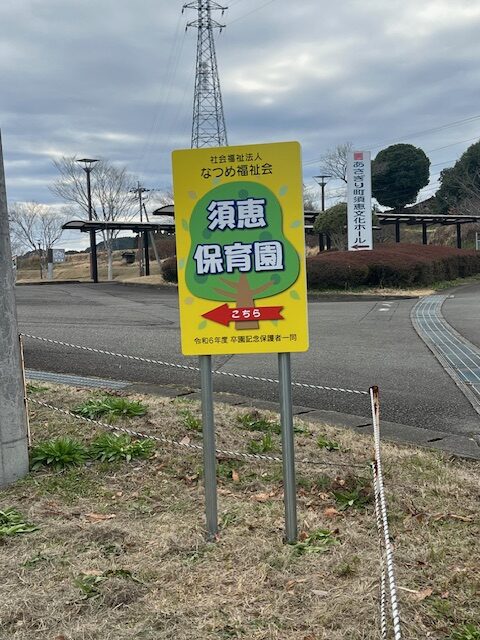 社会福祉法人
なつめ福祉会
須恵
保育園
こちら
令和6年度 卒園記念保護者一同
あさぎり町須恵文化ホール